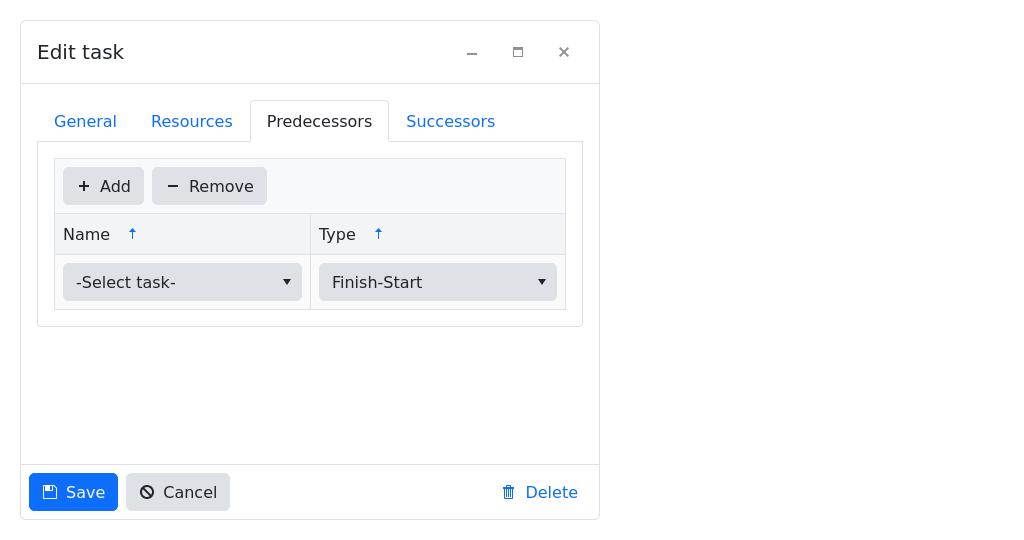 Edit task
General Resources Predecessors Successors
Add Remove
Name Type
-Select task- Finish-Start
Save Cancel Delete